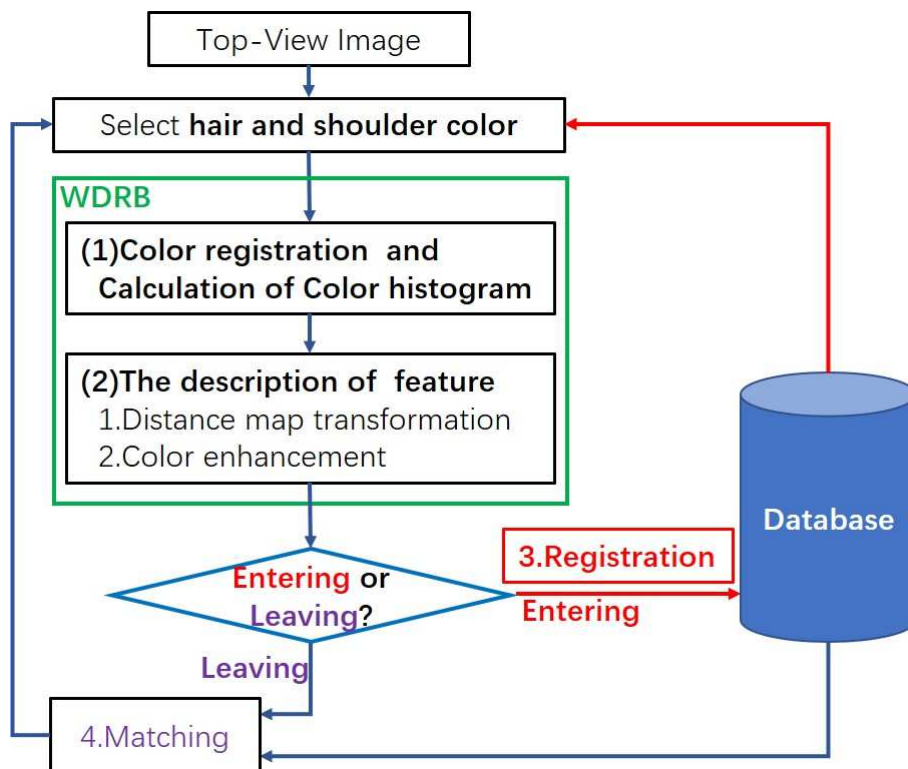 Top-View Image
Select hair and shoulder color
WDRB
(1)Color registration and
Calculation of Color histogram
(2)The description of feature
1.Distance map transformation
2.Color enhancement
Database
3.Registration
Entering or
Leaving?
Entering
Leaving
4.Matching